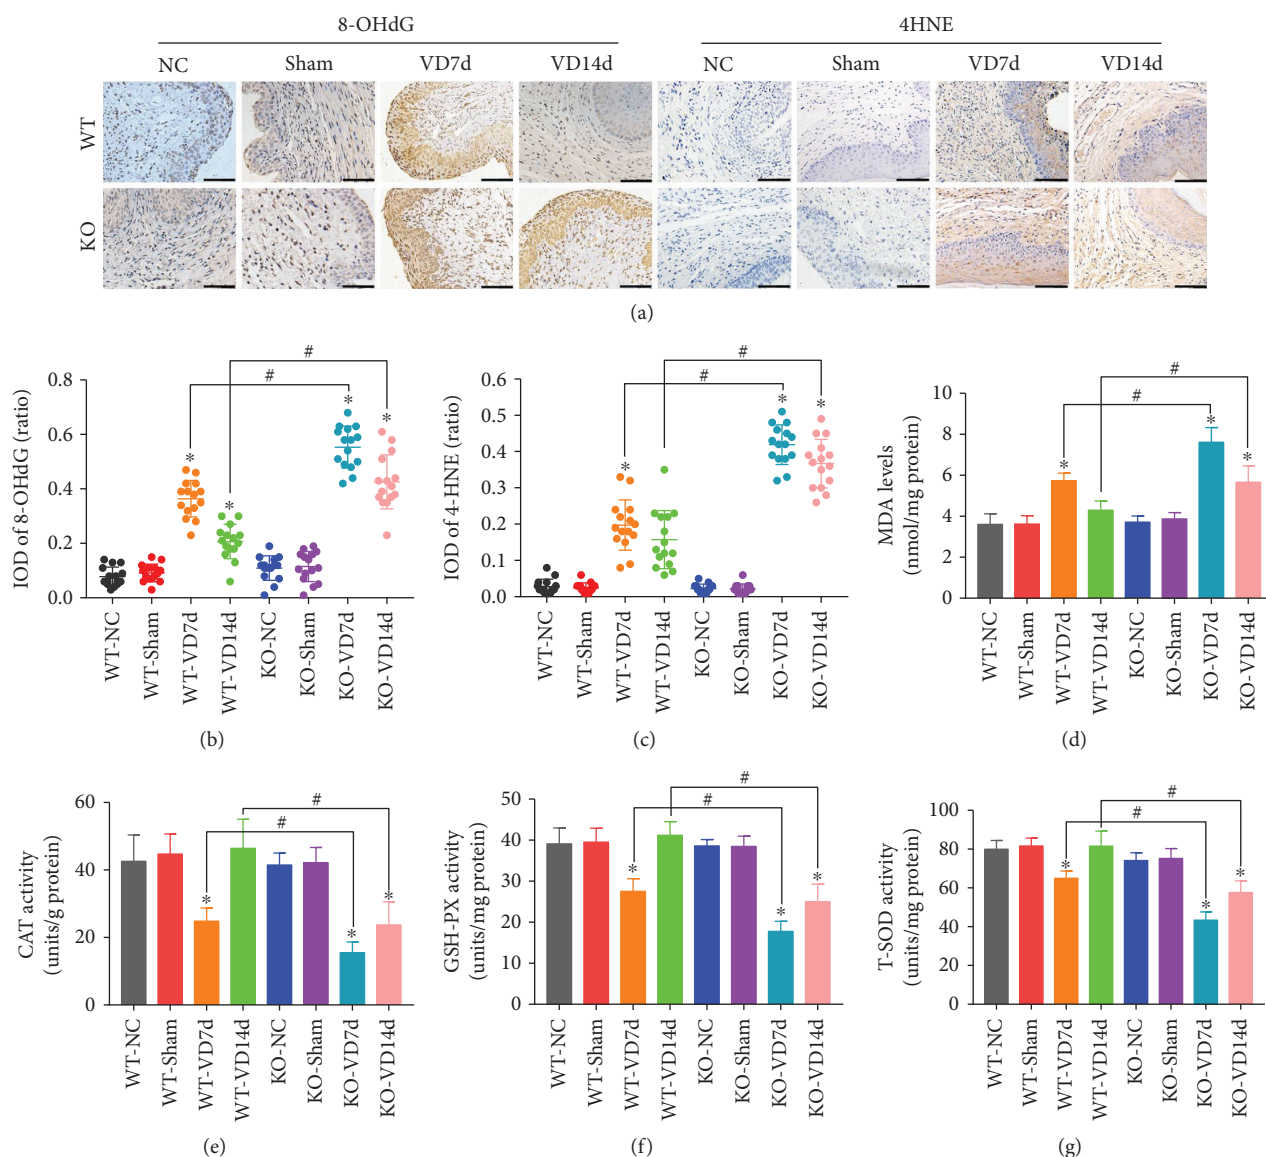 8-OHdG 4HNE
NC Sham VD7d VD14d NC Sham VD7d VD14d
WT
KO
(a)
IOD of 8-OHdG (ratio)
0.8
0.6
0.4
0.2
0.0
* * * *
# #
WT-NC WT-Sham WT-VD7d WT-VD14d KO-NC KO-Sham KO-VD7d KO-VD14d
(b)
IOD of 4-HNE (ratio)
0.6
0.5
0.4
0.3
0.2
0.1
0.0
* * *
# #
WT-NC WT-Sham WT-VD7d WT-VD14d KO-NC KO-Sham KO-VD7d KO-VD14d
(c)
MDA levels
(nmol/mg protein)
10
8
6
4
2
0
* * *
# #
WT-NC WT-Sham WT-VD7d WT-VD14d KO-NC KO-Sham KO-VD7d KO-VD14d
(d)
CAT activity
(units/g protein)
60
40
20
0
* * *
# #
WT-NC WT-Sham WT-VD7d WT-VD14d KO-NC KO-Sham KO-VD7d KO-VD14d
(e)
GSH-PX activity
(units/mg protein)
50
40
30
20
10
0
* * *
# #
WT-NC WT-Sham WT-VD7d WT-VD14d KO-NC KO-Sham KO-VD7d KO-VD14d
(f)
T-SOD activity
(units/mg protein)
100
80
60
40
20
0
* * *
# #
WT-NC WT-Sham WT-VD7d WT-VD14d KO-NC KO-Sham KO-VD7d KO-VD14d
(g)